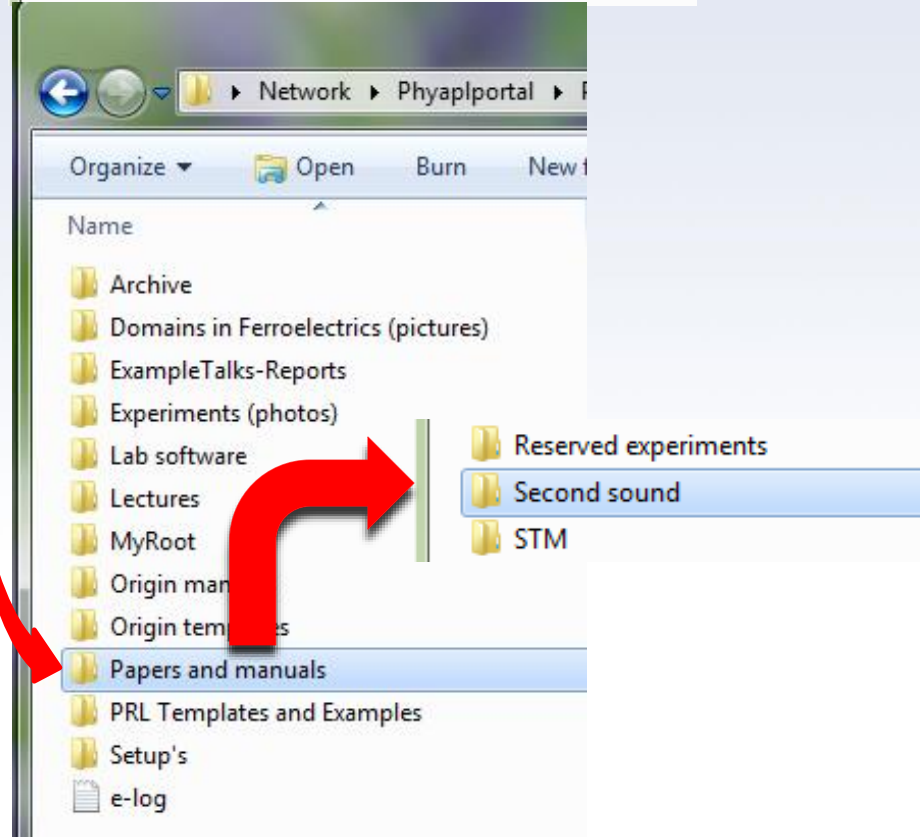 Network Phyaplportal
Organize Open Burn New
Name
Archive
Domains in Ferroelectrics (pictures)
ExampleTalks-Reports
Experiments (photos)
Lab software
Lectures
MyRoot
Origin
Origin
Papers and manuals
PRL Templates and Examples
Setup's
e-log
Reserved experiments
Second sound
STM